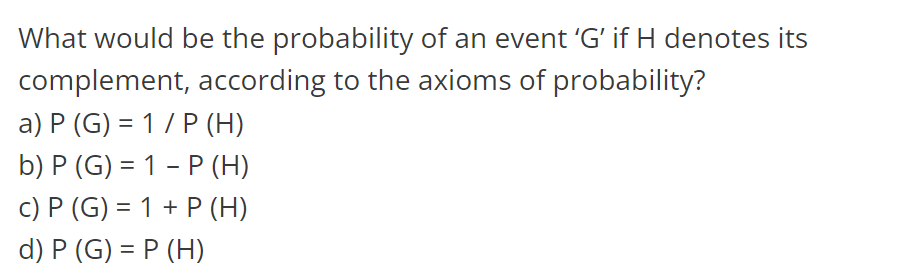 What would be the probability of an event ‘G’ if H denotes its
complement, according to the axioms of probability?
a) P (G) = 1 / P (H)
b) P (G) = 1 – P (H)
c) P (G) = 1 + P (H)
d) P (G) = P (H)